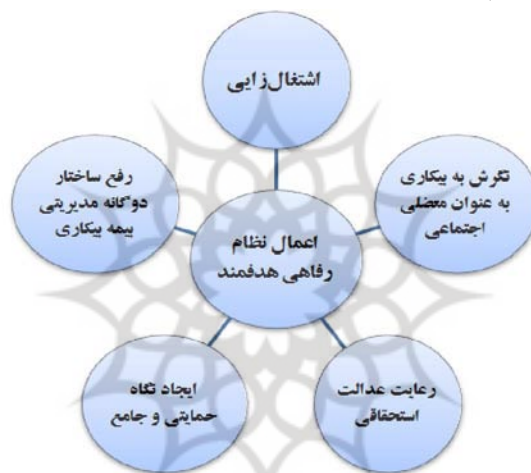 اشتغال‌زایی
نگرش به بیکاری
به عنوان معضلی
اجتماعی
رفع ساختار
دوگانه مدیریتی
بیمه بیکاری
اعمال نظام
رفاهی هدفمند
رعایت عدالت
استحقاقی
ایجاد نگاه
حمایتی و جامع